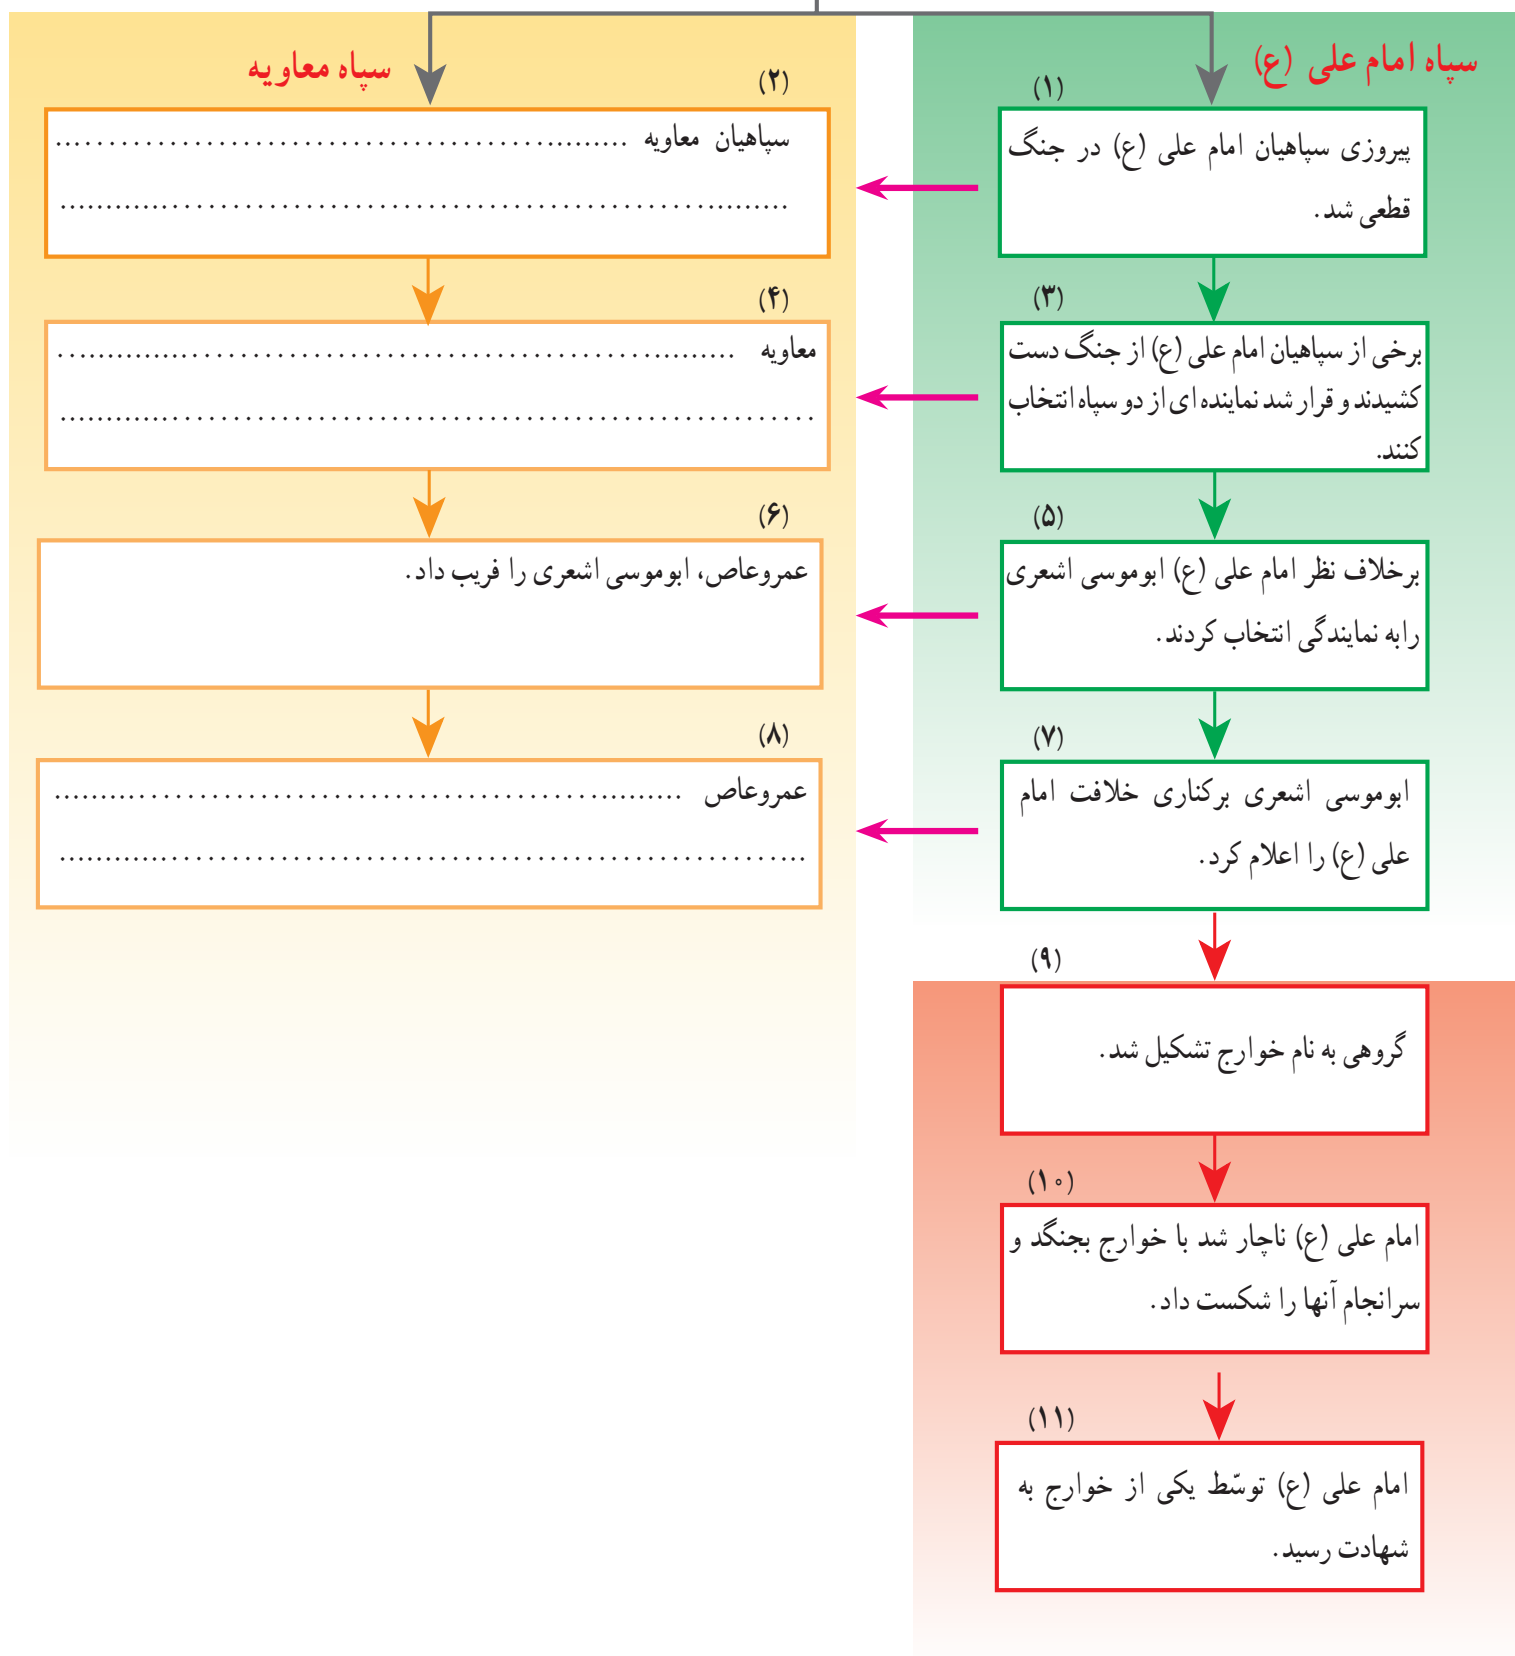 سپاه امام علی (ع)
سپاه معاویه
(۱)
پیروزی سپاهیان امام علی (ع) در جنگ
قطعی شد.
(۲)
سپاهیان معاویه ..........................................................
..........................................................................
(۳)
برخی از سپاهیان امام علی (ع) از جنگ دست
کشیدند و قرار شد نماینده ای از دو سپاه انتخاب
کنند.
(۴)
معاویه ..................................................................
..........................................................................
(۵)
برخلاف نظر امام علی (ع) ابوموسی اشعری
رابه نمایندگی انتخاب کردند.
(۶)
عمروعاص، ابوموسی اشعری را فریب داد.
(۷)
ابوموسی اشعری برکناری خلافت امام
علی (ع) را اعلام کرد.
(۸)
عمروعاص ..............................................................
..........................................................................
(۹)
گروهی به نام خوارج تشکیل شد.
(۱۰)
امام علی (ع) ناچار شد با خوارج بجنگد و
سرانجام آنها را شکست داد.
(۱۱)
امام علی (ع) توسّط یکی از خوارج به
شهادت رسید.